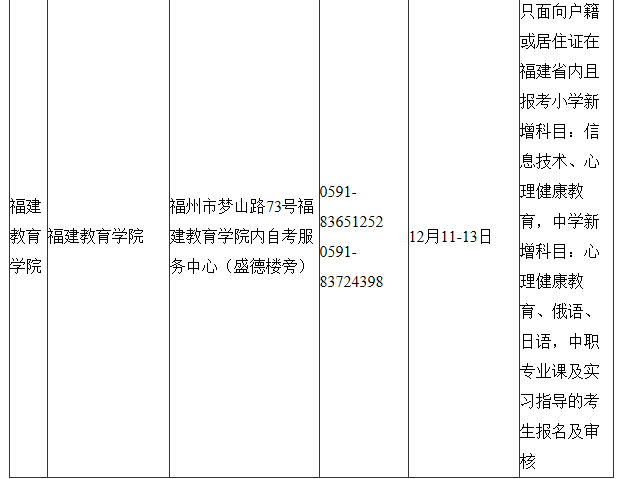 福建
教育
学院
福建教育学院
福州市梦山路73号福
建教育学院内自考服
务中心（盛德楼旁）
0591-
83651252
0591-
83724398
12月11-13日
只面向户籍
或居住证在
福建省内且
报考小学新
增科目：信
息技术、心
理健康教
育，中学新
增科目：心
理健康教
育、俄语、
日语，中职
专业课及实
习指导的考
生报名及审
核